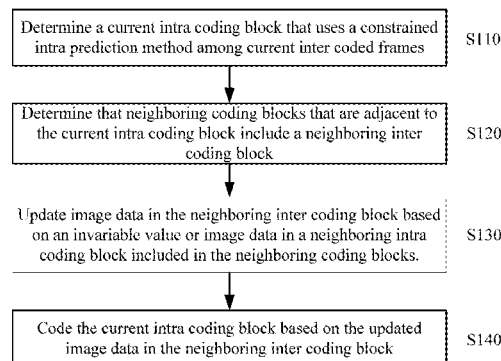 Determine a current intra coding block that uses a constrained
intra prediction method among current inter coded frames
S110
Determine that neighboring coding blocks that are adjacent to
the current intra coding block include a neighboring inter
coding block
S120
Update image data in the neighboring inter coding block based
on an invariable value or image data in a neighboring intra
coding block included in the neighboring coding blocks.
S130
Code the current intra coding block based on the updated
image data in the neighboring inter coding block
S140